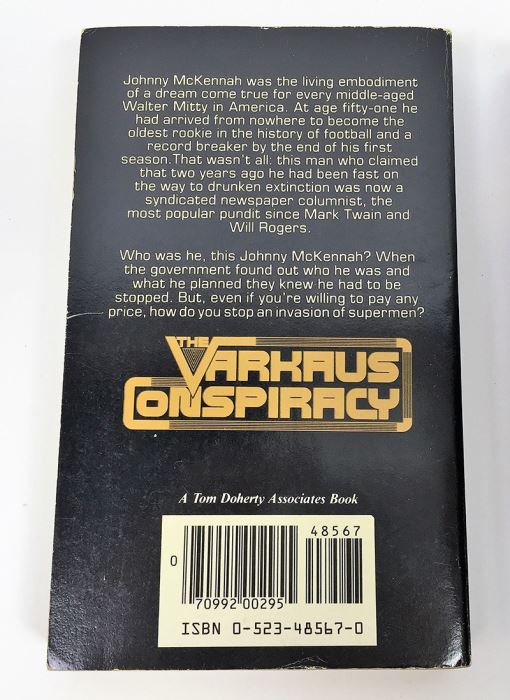 Johnny McKennah was the living embodiment
of a dream come true for every middle-aged
Walter Mitty in America. At age fifty-one he
had arrived from nowhere to become the
oldest rookie in the history of football and a
record breaker by the end of his first
season.That wasn't all: this man who claimed
that two years ago he had been fast on
the way to drunken extinction was now a
syndicated newspaper columnist, the
most popular pundit since Mark Twain and
Will Rogers.
Who was he, this Johnny McKennah? When
the government found out who he was and
what he planned they knew he had to be
stopped. But, even if you're willing to pay any
price, how do you stop an invasion of supermen?
THE
VARKAUS
CONSPIRACY
A Tom Doherty Associates Book
48567
0
70992 00295
ISBN 0-523-48567-0